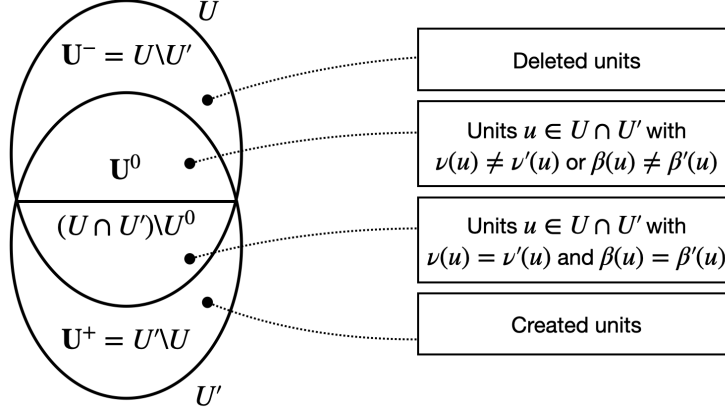 U
𝐔⁻ = U\U′
Deleted units
Units u ∈ U ∩ U′ with
ν(u) ≠ ν′(u) or β(u) ≠ β′(u)
𝐔⁰
(U ∩ U′)\U⁰
Units u ∈ U ∩ U′ with
ν(u) = ν′(u) and β(u) = β′(u)
𝐔⁺ = U′\U
Created units
U′